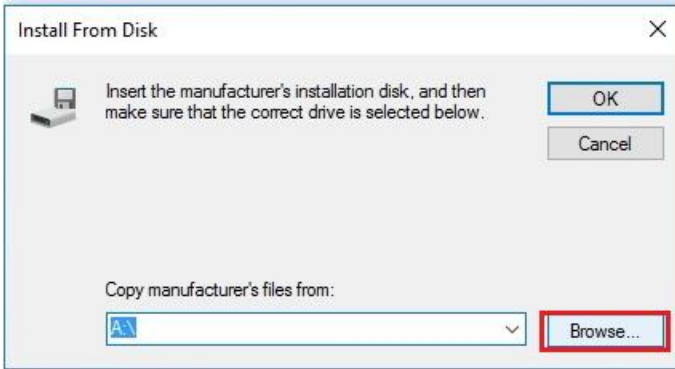 Install From Disk
Insert the manufacturer's installation disk, and then
make sure that the correct drive is selected below.
OK
Cancel
Copy manufacturer's files from:
A:\
Browse...